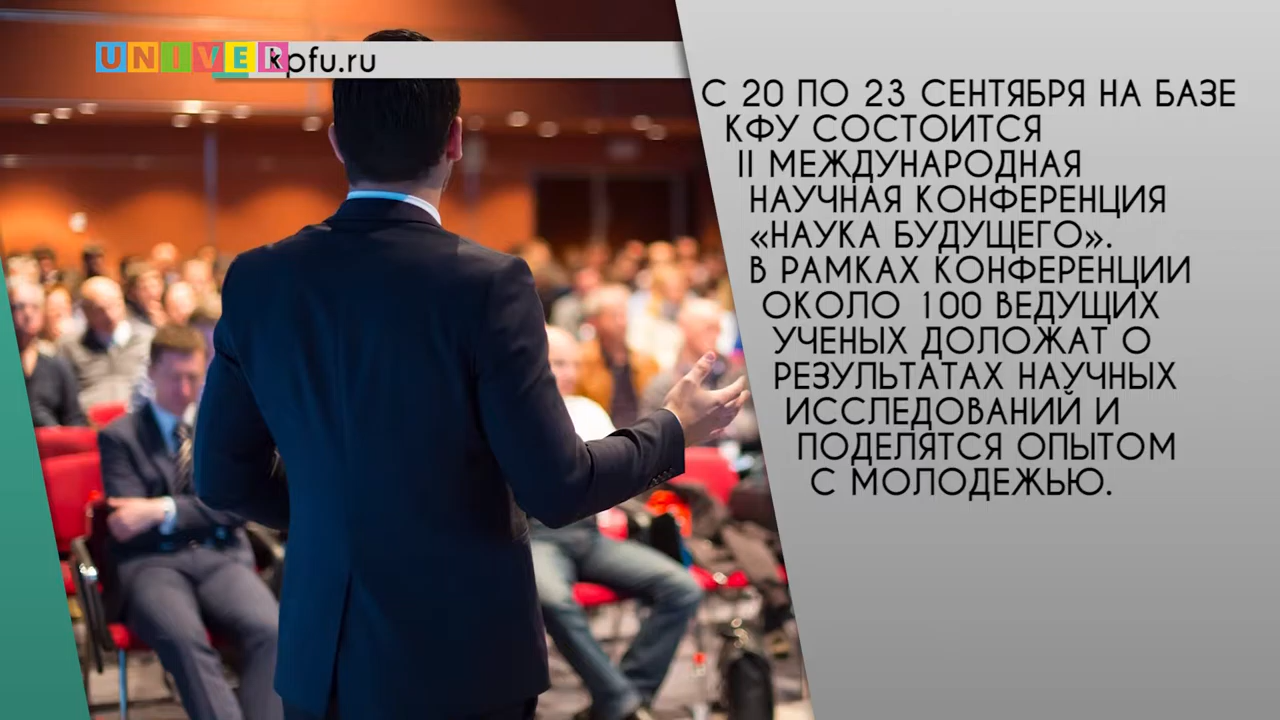 UNIVER
kpfu.ru
С 20 ПО 23 СЕНТЯБРЯ НА БАЗЕ
КФУ СОСТОИТСЯ
II МЕЖДУНАРОДНАЯ
НАУЧНАЯ КОНФЕРЕНЦИЯ
«НАУКА БУДУЩЕГО».
В РАМКАХ КОНФЕРЕНЦИИ
ОКОЛО 100 ВЕДУЩИХ
УЧЕНЫХ ДОЛОЖАТ О
РЕЗУЛЬТАТАХ НАУЧНЫХ
ИССЛЕДОВАНИЙ И
ПОДЕЛЯТСЯ ОПЫТОМ
С МОЛОДЕЖЬЮ.